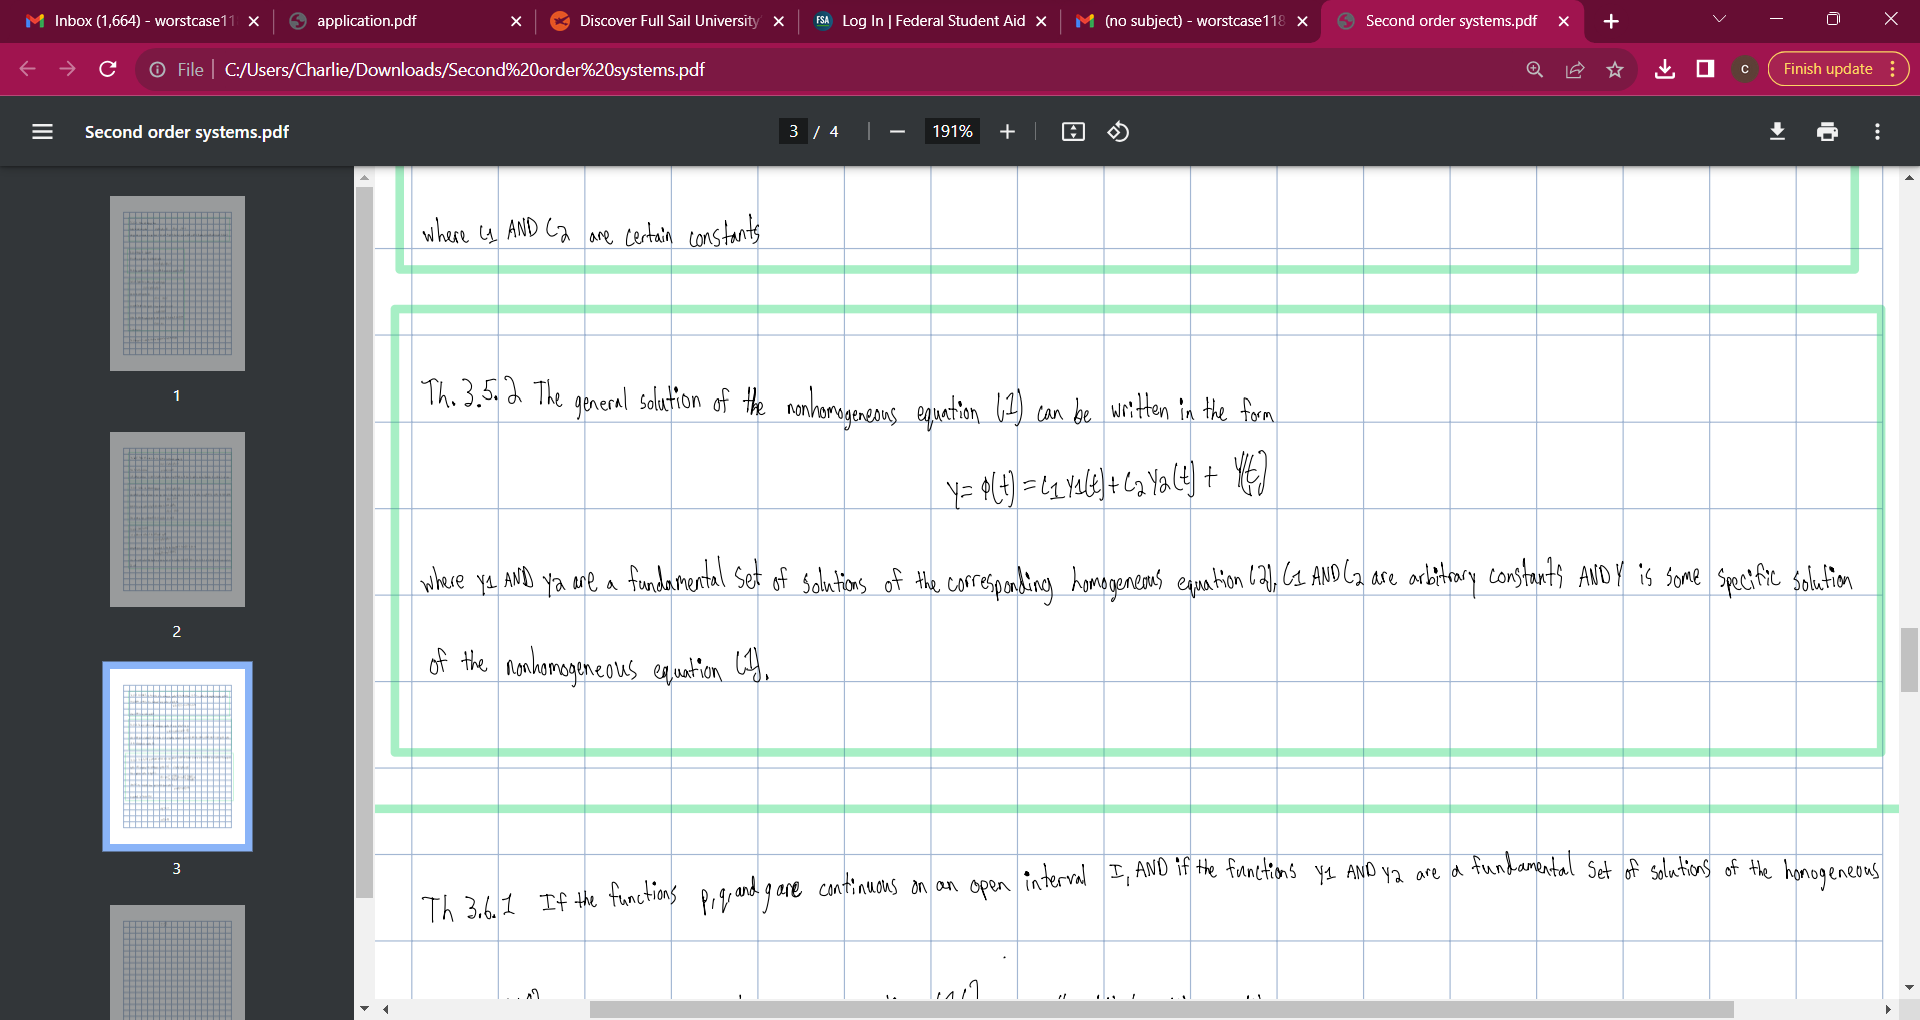 Inbox (1,664) - worstcase11
application.pdf
Discover Full Sail University
FSA Log In | Federal Student Aid
(no subject) - worstcase118
Second order systems.pdf
File | C:/Users/Charlie/Downloads/Second%20order%20systems.pdf
C
Finish update
Second order systems.pdf
3 / 4
191%
1
2
3
where C1 AND C2 are certain constants
Th. 3.5.2 The general solution of the nonhomogeneous equation (1) can be written in the form
y = φ(t) = C1 y1(t) + C2 y2(t) + Y(t)
where y1 AND y2 are a fundamental set of solutions of the corresponding homogeneous equation (2), C1 AND C2 are arbitrary constants AND Y is some specific solution
of the nonhomogeneous equation (1).
Th 3.6.1 If the functions p, q, and g are continuous on an open interval I, AND if the functions y1 AND y2 are a fundamental set of solutions of the homogeneous